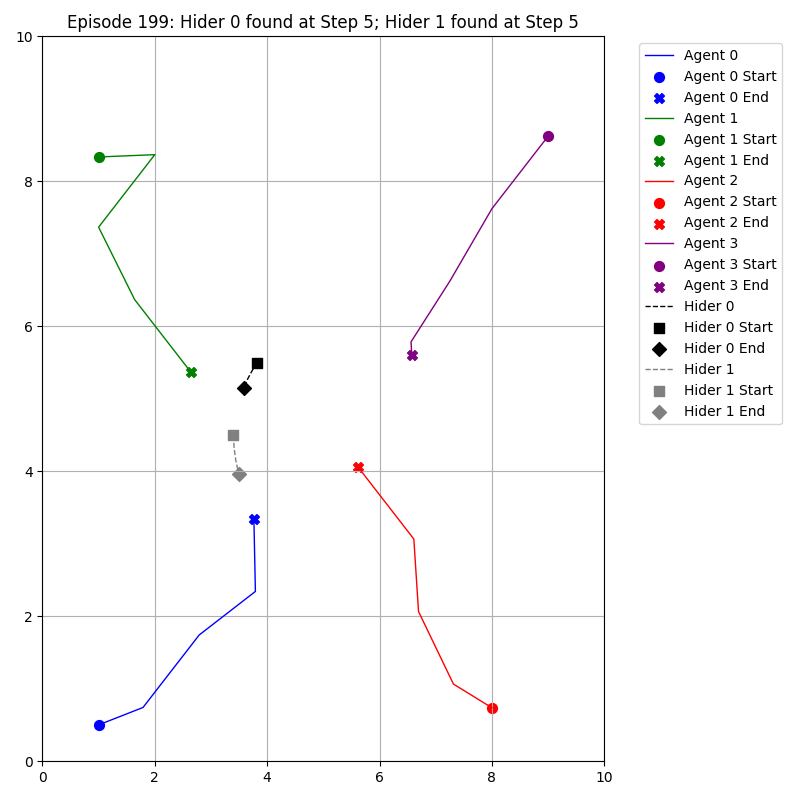 Episode 199: Hider 0 found at Step 5; Hider 1 found at Step 5
10
8
6
4
2
0
0 2 4 6 8 10
Agent 0
Agent 0 Start
Agent 0 End
Agent 1
Agent 1 Start
Agent 1 End
Agent 2
Agent 2 Start
Agent 2 End
Agent 3
Agent 3 Start
Agent 3 End
Hider 0
Hider 0 Start
Hider 0 End
Hider 1
Hider 1 Start
Hider 1 End